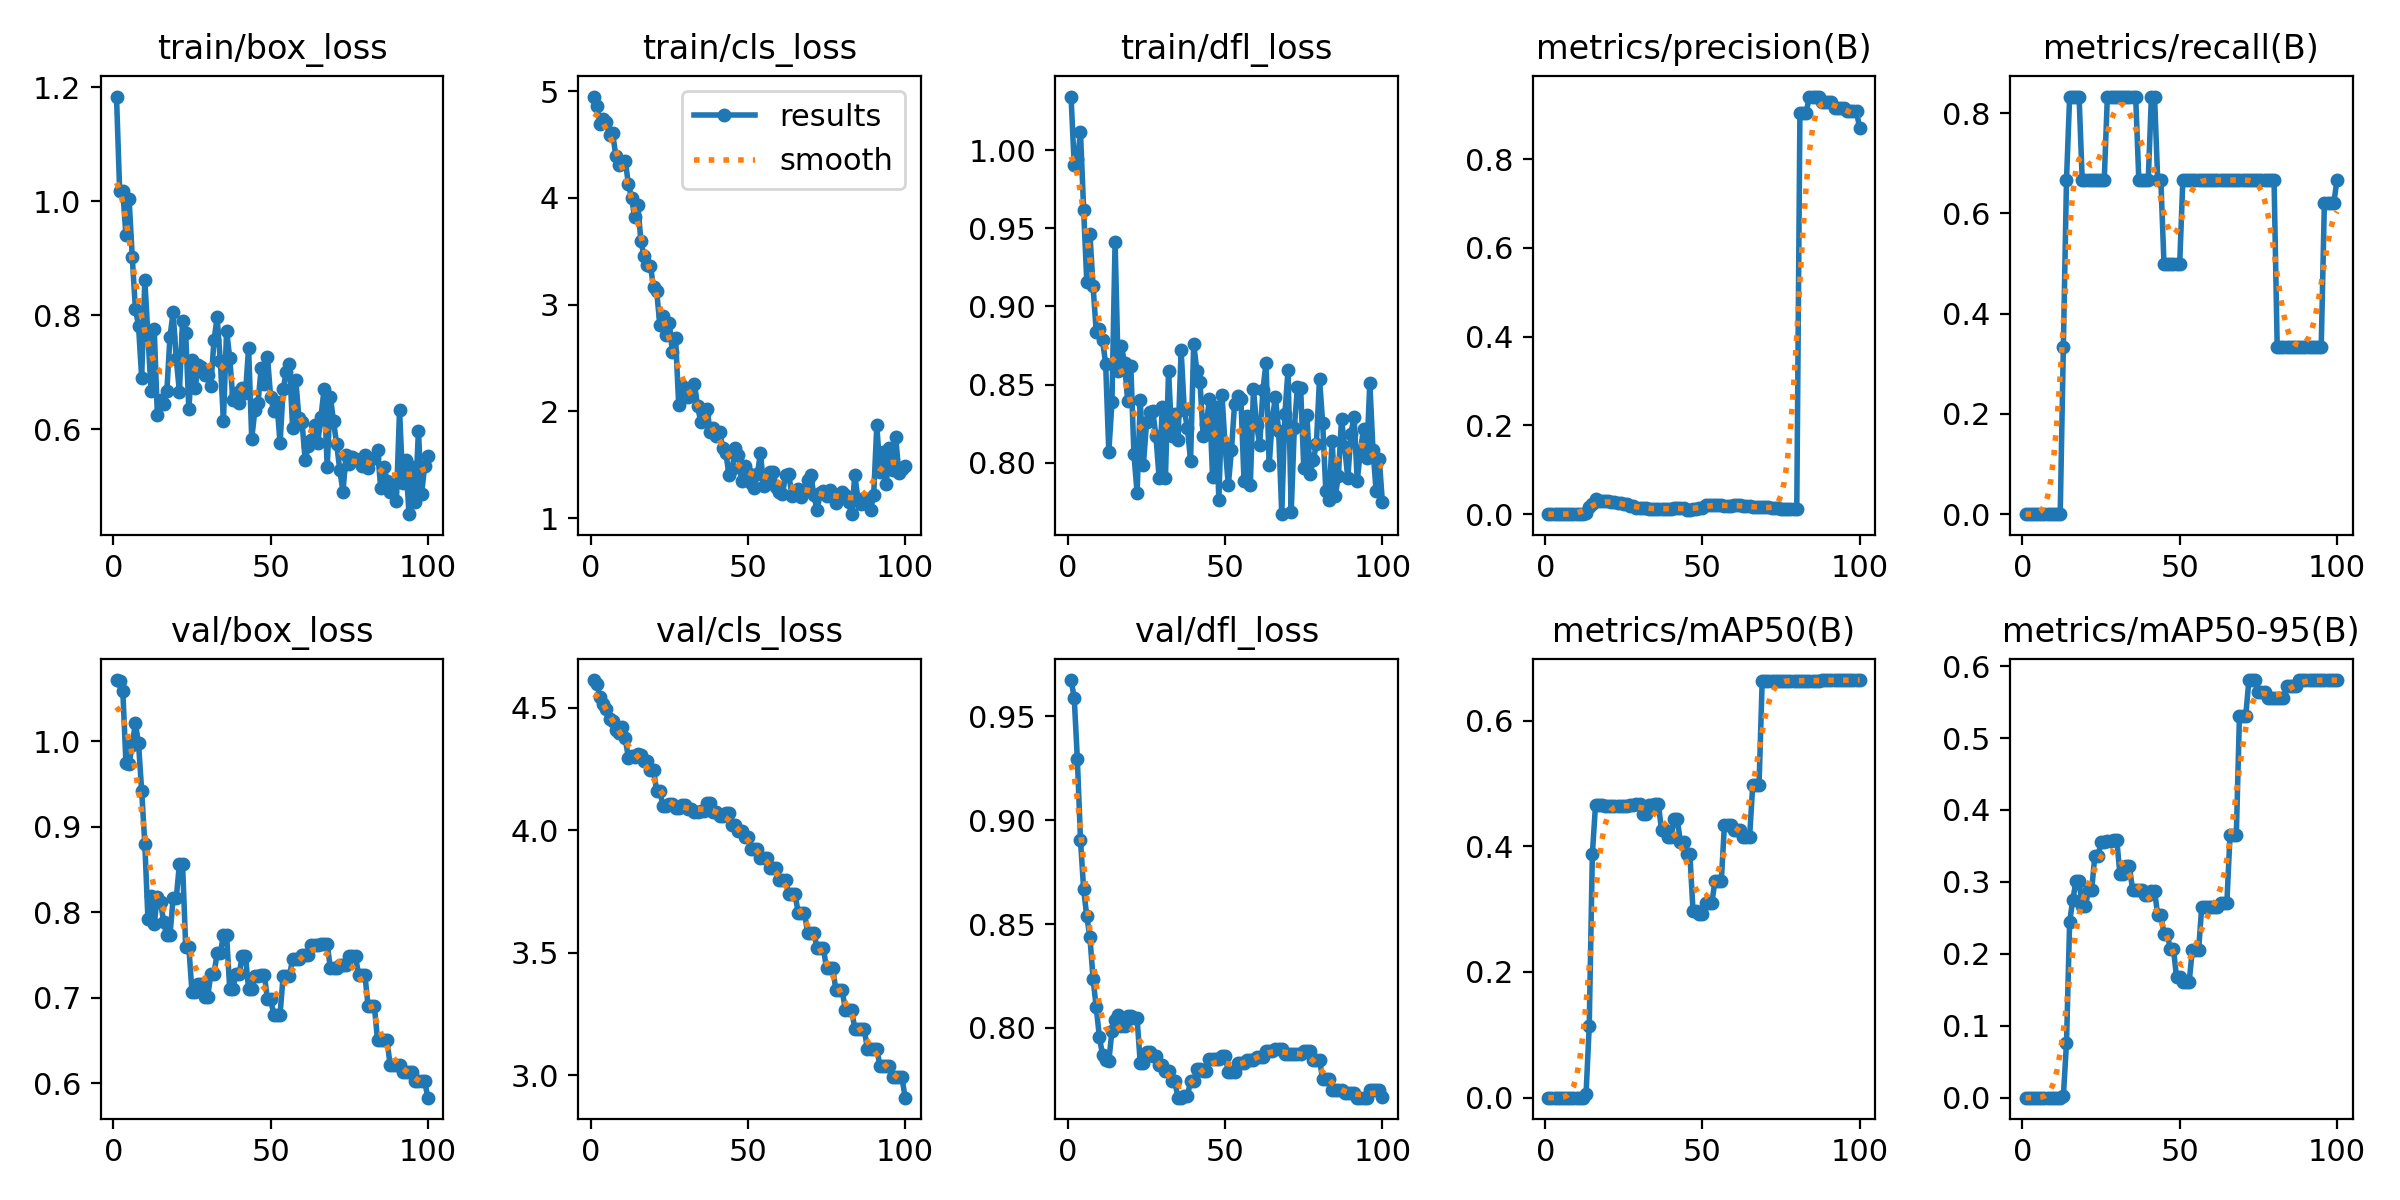 train/box_loss
1.2
1.0
0.8
0.6
0 50 100
train/cls_loss
results
smooth
5
4
3
2
1
0 50 100
train/dfl_loss
1.00
0.95
0.90
0.85
0.80
0 50 100
metrics/precision(B)
0.8
0.6
0.4
0.2
0.0
0 50 100
metrics/recall(B)
0.8
0.6
0.4
0.2
0.0
0 50 100
val/box_loss
1.0
0.9
0.8
0.7
0.6
0 50 100
val/cls_loss
4.5
4.0
3.5
3.0
0 50 100
val/dfl_loss
0.95
0.90
0.85
0.80
0 50 100
metrics/mAP50(B)
0.6
0.4
0.2
0.0
0 50 100
metrics/mAP50-95(B)
0.6
0.5
0.4
0.3
0.2
0.1
0.0
0 50 100